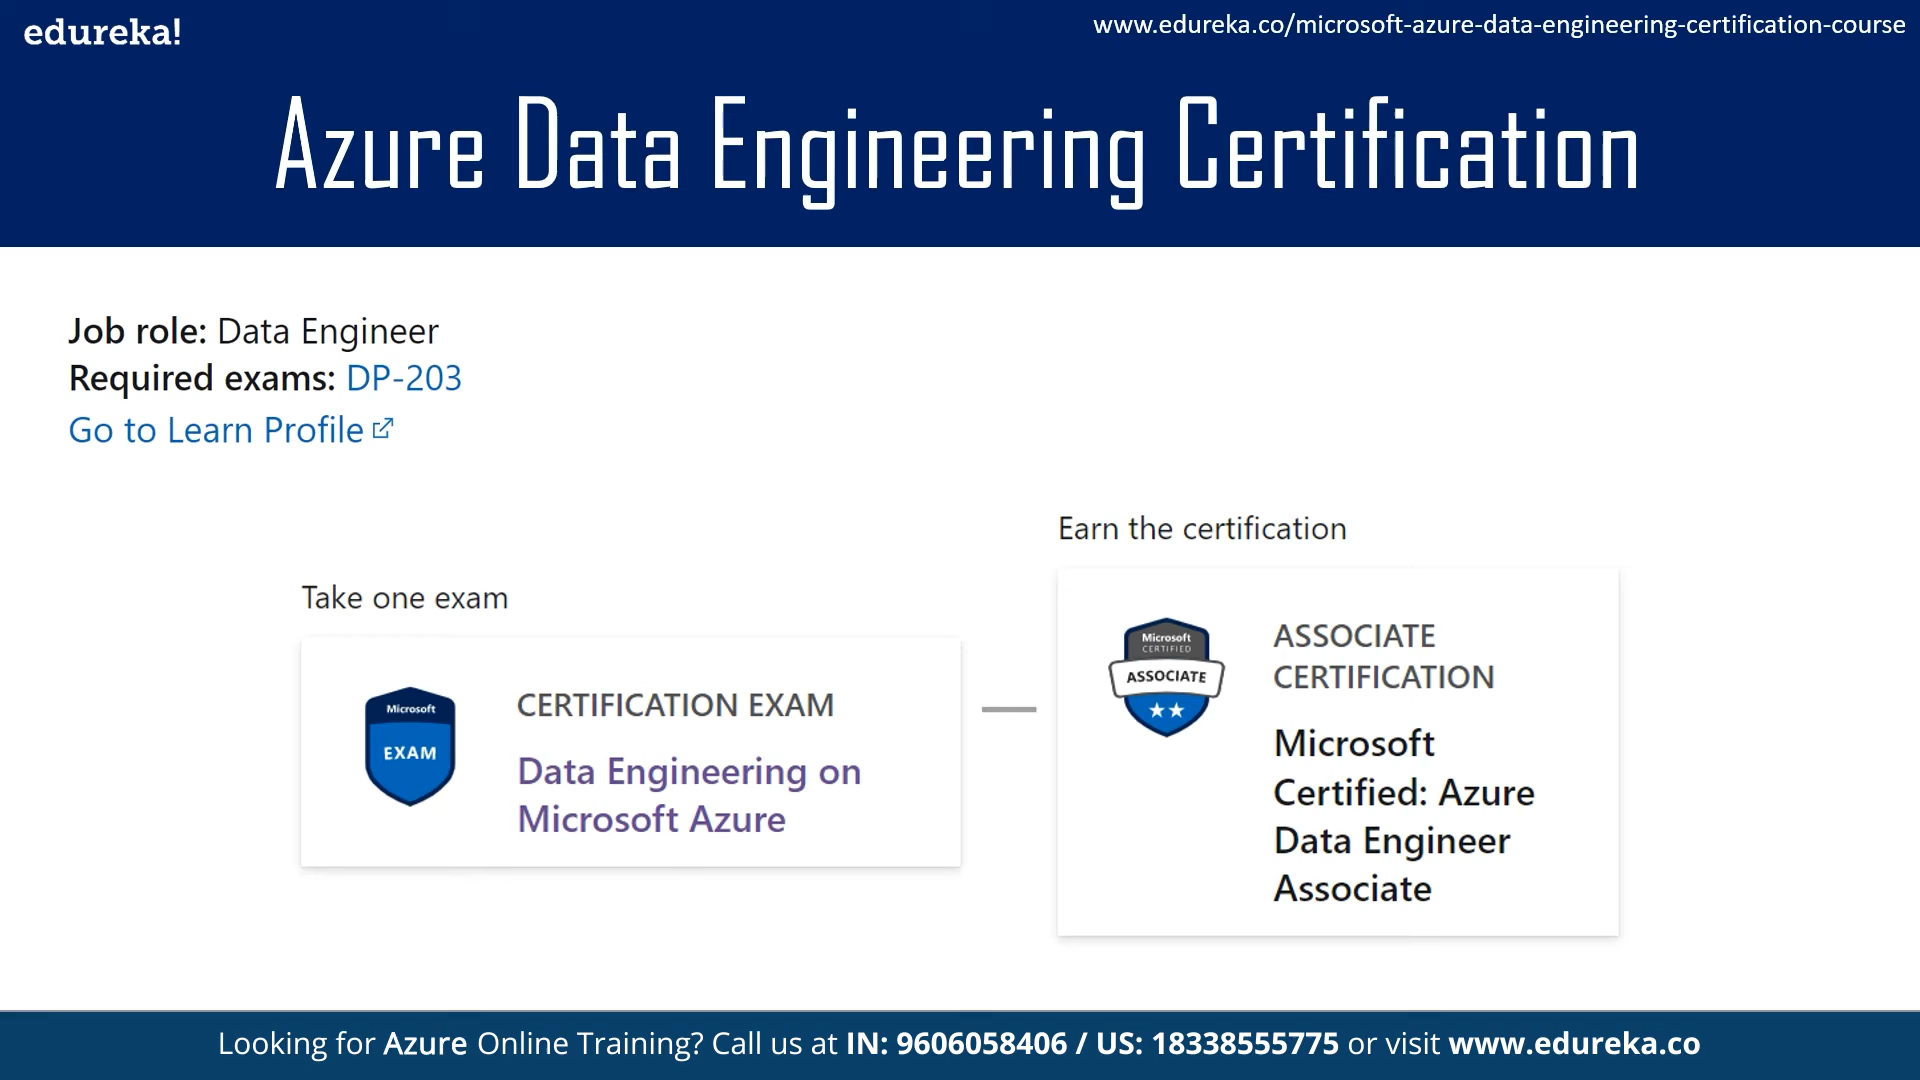 edureka!
www.edureka.co/microsoft-azure-data-engineering-certification-course
Azure Data Engineering Certification
Job role: Data Engineer
Required exams: DP-203
Go to Learn Profile
Take one exam
Microsoft
EXAM
CERTIFICATION EXAM
Data Engineering on
Microsoft Azure
Earn the certification
Microsoft
CERTIFIED
ASSOCIATE
ASSOCIATE
CERTIFICATION
Microsoft
Certified: Azure
Data Engineer
Associate
Looking for Azure Online Training? Call us at IN: 9606058406 / US: 18338555775 or visit www.edureka.co